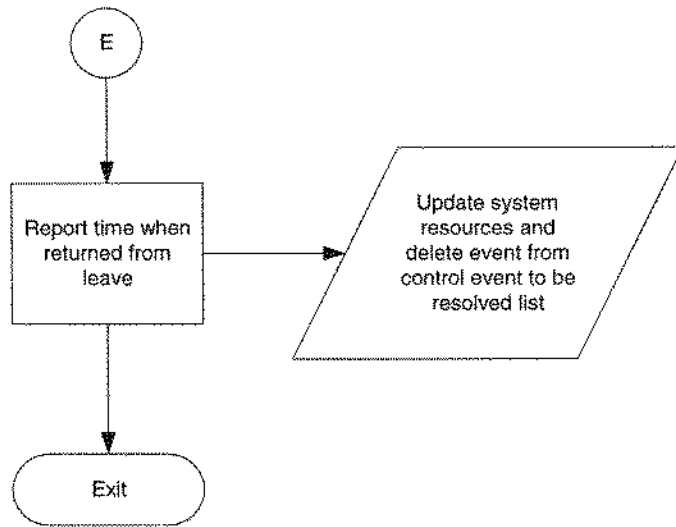 E
Report time when
returned from
leave
Update system
resources and
delete event from
control event to be
resolved list
Exit